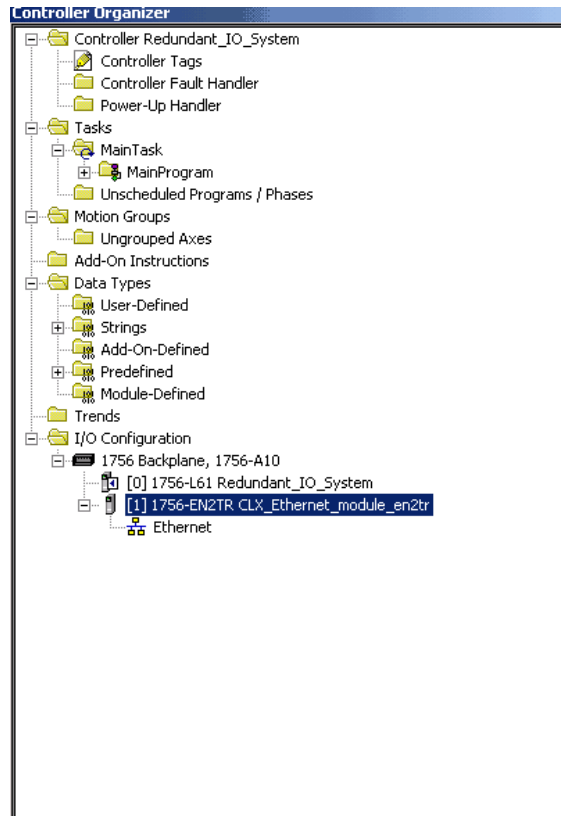 Controller Organizer
Controller Redundant_IO_System
Controller Tags
Controller Fault Handler
Power-Up Handler
Tasks
MainTask
MainProgram
Unscheduled Programs / Phases
Motion Groups
Ungrouped Axes
Add-On Instructions
Data Types
User-Defined
Strings
Add-On-Defined
Predefined
Module-Defined
Trends
I/O Configuration
1756 Backplane, 1756-A10
[0] 1756-L61 Redundant_IO_System
[1] 1756-EN2TR CLX_Ethernet_module_en2tr
Ethernet